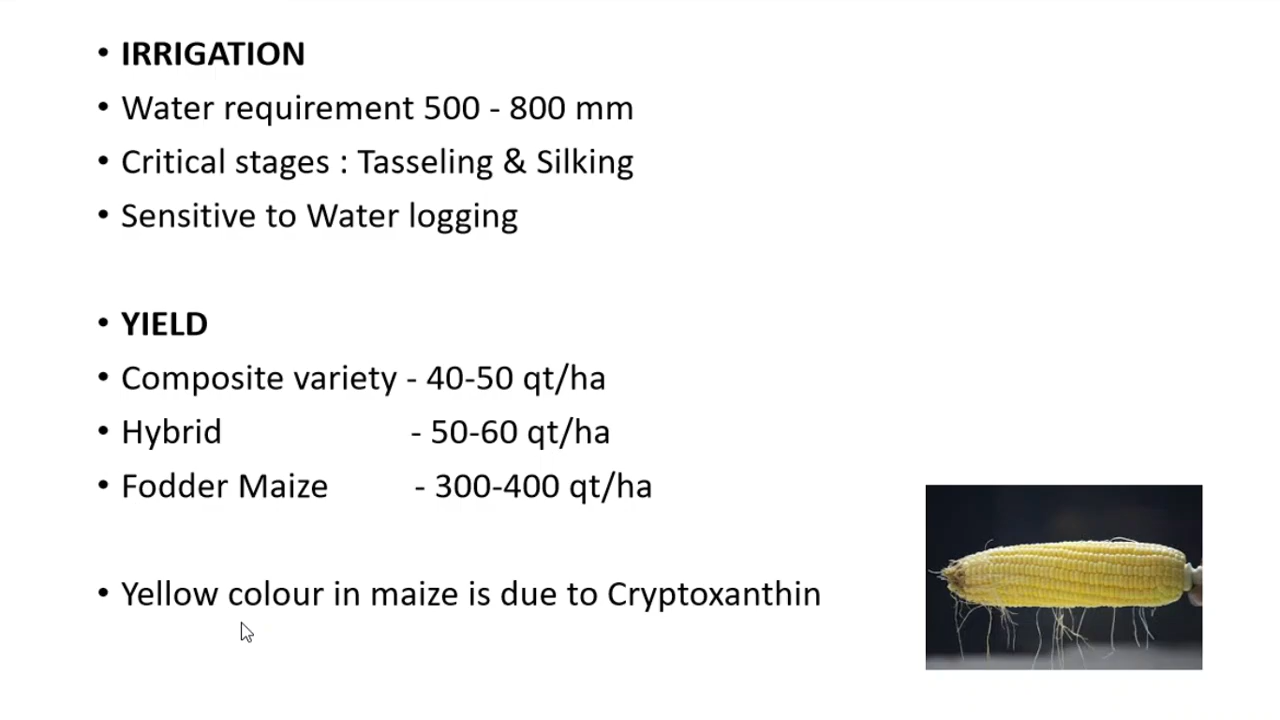 • IRRIGATION
• Water requirement 500 - 800 mm
• Critical stages : Tasseling & Silking
• Sensitive to Water logging
• YIELD
• Composite variety - 40-50 qt/ha
• Hybrid - 50-60 qt/ha
• Fodder Maize - 300-400 qt/ha
• Yellow colour in maize is due to Cryptoxanthin